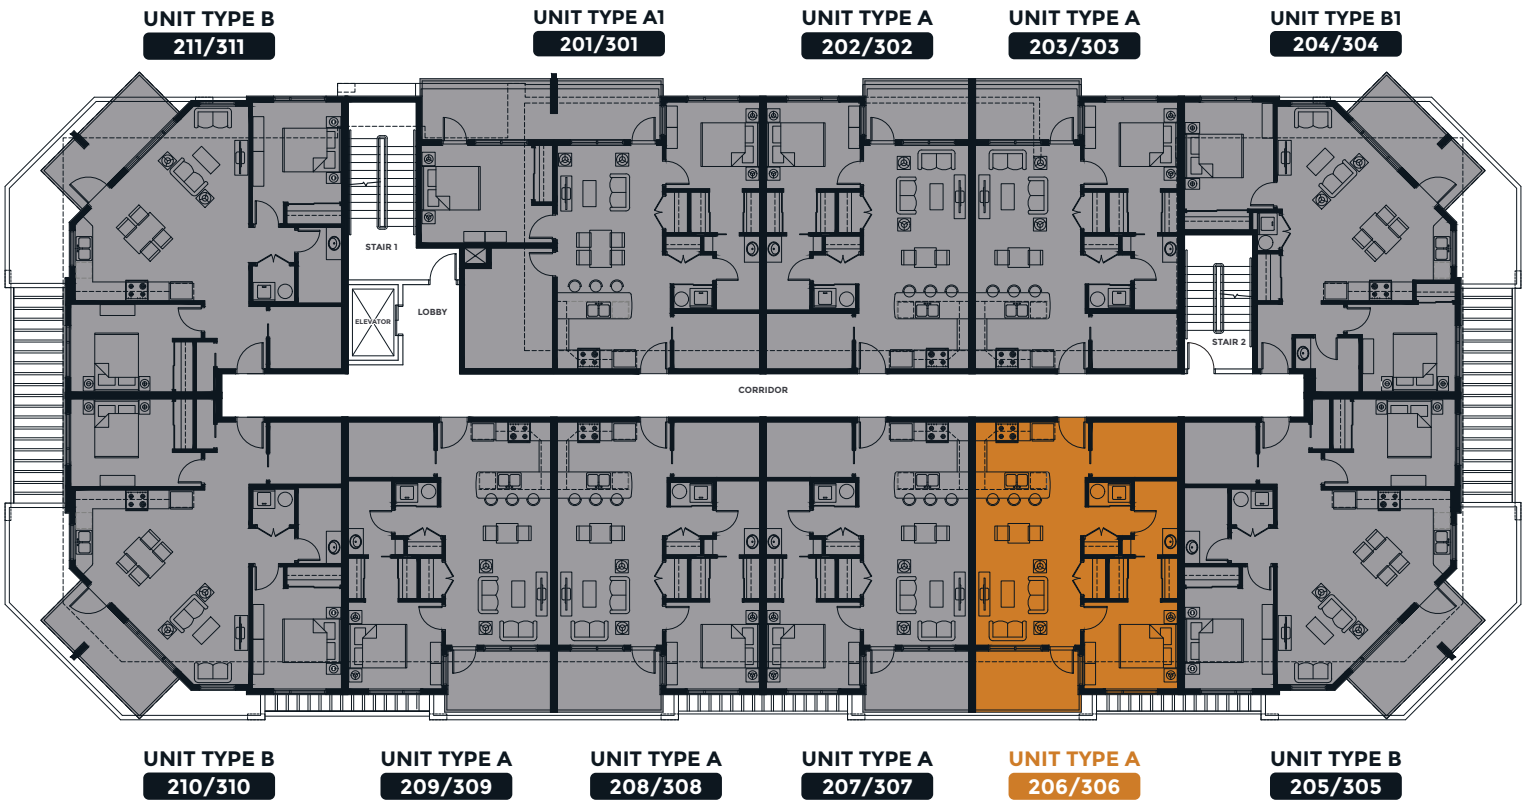 UNIT TYPE B
211/311
UNIT TYPE A1
201/301
UNIT TYPE A
202/302
UNIT TYPE A
203/303
UNIT TYPE B1
204/304
STAIR 1
LOBBY
ELEVATOR
STAIR 2
CORRIDOR
UNIT TYPE B
210/310
UNIT TYPE A
209/309
UNIT TYPE A
208/308
UNIT TYPE A
207/307
UNIT TYPE A
206/306
UNIT TYPE B
205/305